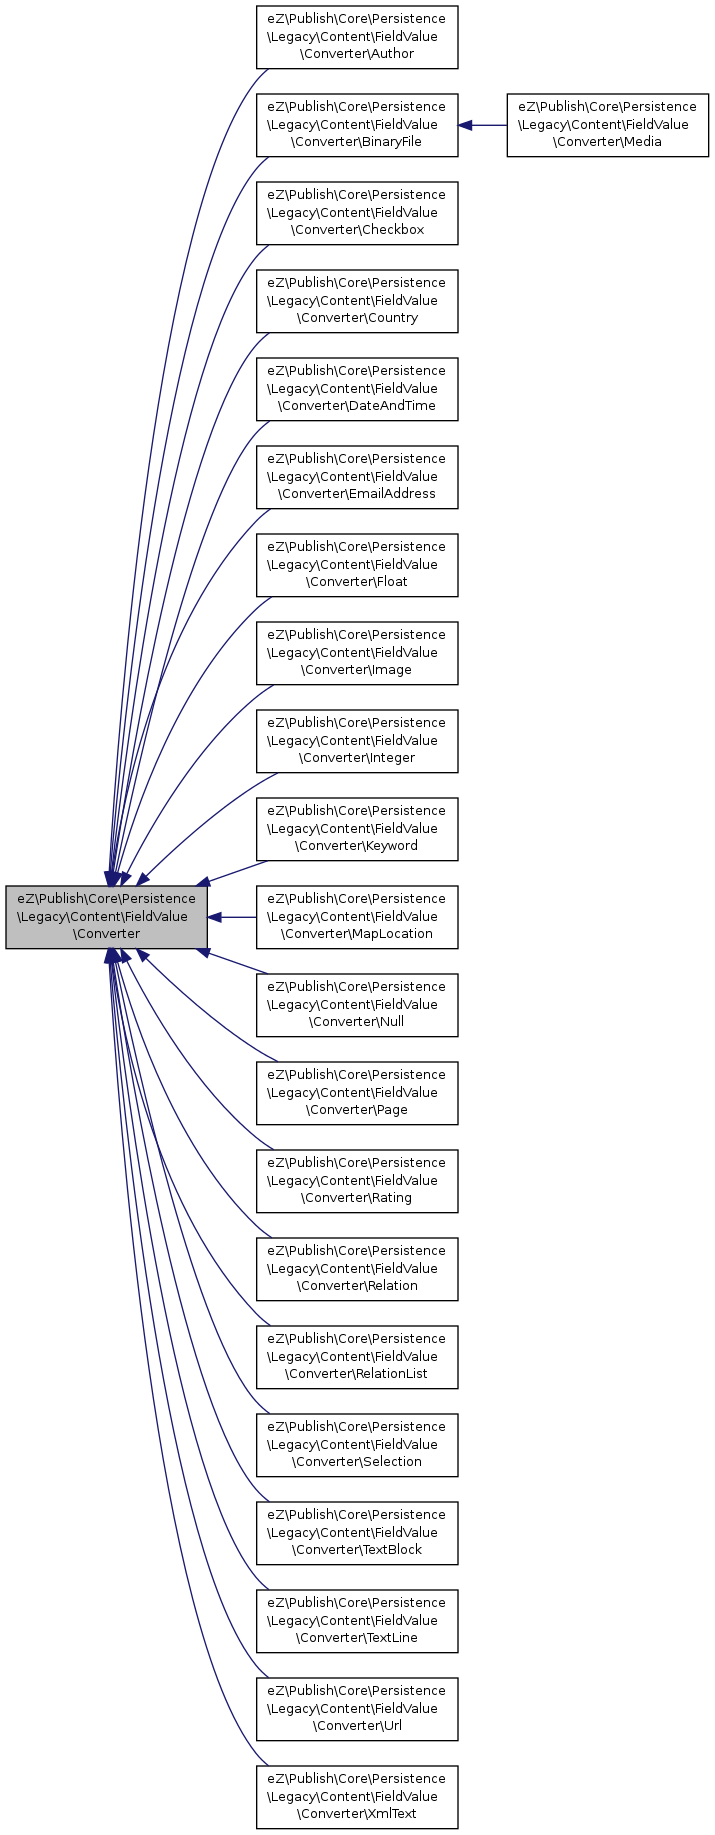 eZ\Publish\Core\Persistence
\Legacy\Content\FieldValue
\Converter\Author
eZ\Publish\Core\Persistence
\Legacy\Content\FieldValue
\Converter\BinaryFile
eZ\Publish\Core\Persistence
\Legacy\Content\FieldValue
\Converter\Media
eZ\Publish\Core\Persistence
\Legacy\Content\FieldValue
\Converter\Checkbox
eZ\Publish\Core\Persistence
\Legacy\Content\FieldValue
\Converter\Country
eZ\Publish\Core\Persistence
\Legacy\Content\FieldValue
\Converter\DateAndTime
eZ\Publish\Core\Persistence
\Legacy\Content\FieldValue
\Converter\EmailAddress
eZ\Publish\Core\Persistence
\Legacy\Content\FieldValue
\Converter\Float
eZ\Publish\Core\Persistence
\Legacy\Content\FieldValue
\Converter\Image
eZ\Publish\Core\Persistence
\Legacy\Content\FieldValue
\Converter\Integer
eZ\Publish\Core\Persistence
\Legacy\Content\FieldValue
\Converter\Keyword
eZ\Publish\Core\Persistence
\Legacy\Content\FieldValue
\Converter
eZ\Publish\Core\Persistence
\Legacy\Content\FieldValue
\Converter\MapLocation
eZ\Publish\Core\Persistence
\Legacy\Content\FieldValue
\Converter\Null
eZ\Publish\Core\Persistence
\Legacy\Content\FieldValue
\Converter\Page
eZ\Publish\Core\Persistence
\Legacy\Content\FieldValue
\Converter\Rating
eZ\Publish\Core\Persistence
\Legacy\Content\FieldValue
\Converter\Relation
eZ\Publish\Core\Persistence
\Legacy\Content\FieldValue
\Converter\RelationList
eZ\Publish\Core\Persistence
\Legacy\Content\FieldValue
\Converter\Selection
eZ\Publish\Core\Persistence
\Legacy\Content\FieldValue
\Converter\TextBlock
eZ\Publish\Core\Persistence
\Legacy\Content\FieldValue
\Converter\TextLine
eZ\Publish\Core\Persistence
\Legacy\Content\FieldValue
\Converter\Url
eZ\Publish\Core\Persistence
\Legacy\Content\FieldValue
\Converter\XmlText